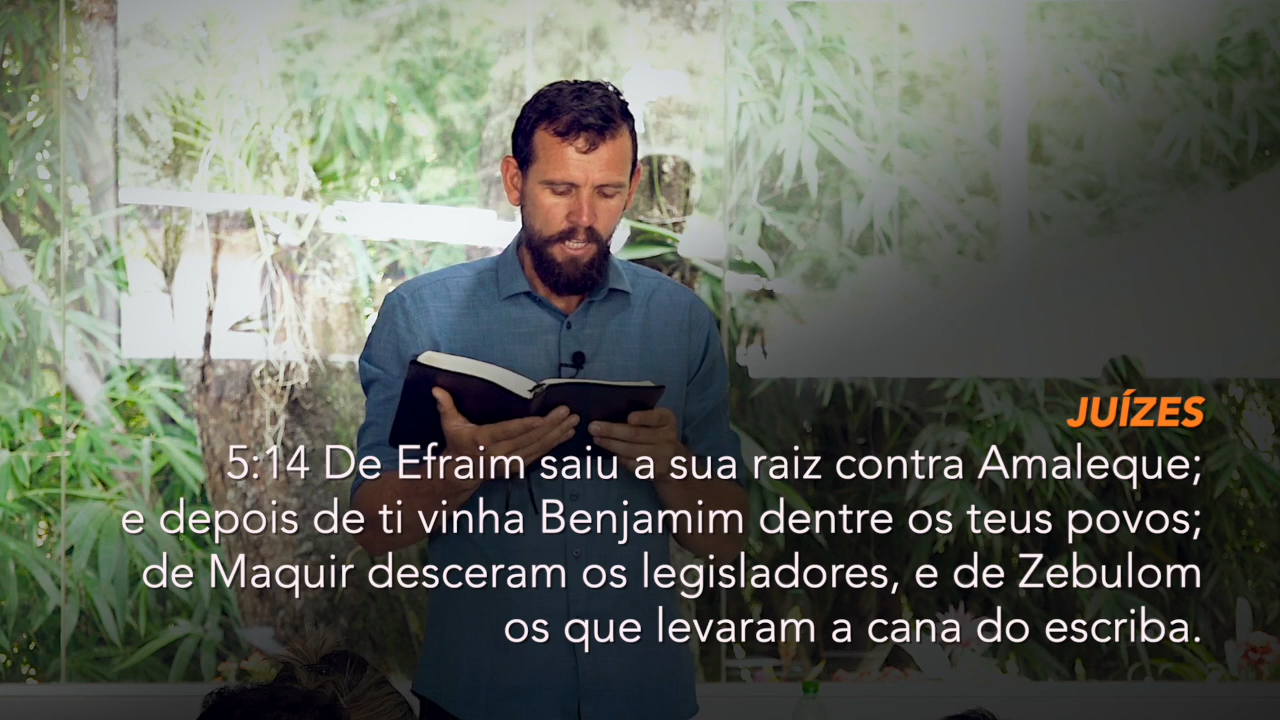 JUÍZES
5:14 De Efraim saiu a sua raiz contra Amaleque;
e depois de ti vinha Benjamim dentre os teus povos;
de Maquir desceram os legisladores, e de Zebulom
os que levaram a cana do escriba.